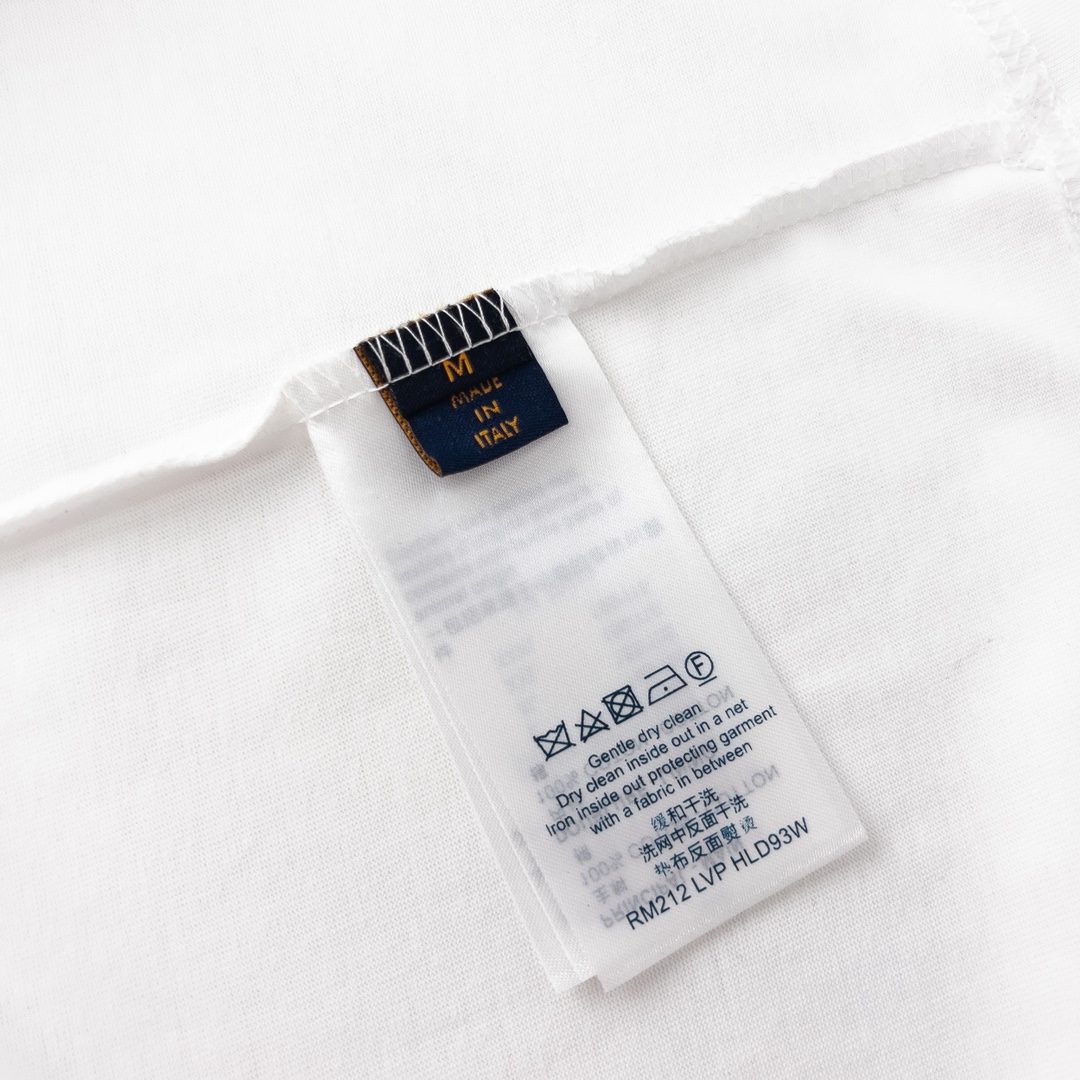 M
MADE
IN
ITALY
F
Gentle dry clean
Dry clean inside out in a net
Iron inside out protecting garment
with a fabric in between
缓和干洗
洗网中反面干洗
垫布反面熨烫
RM212 LVP HLD93W